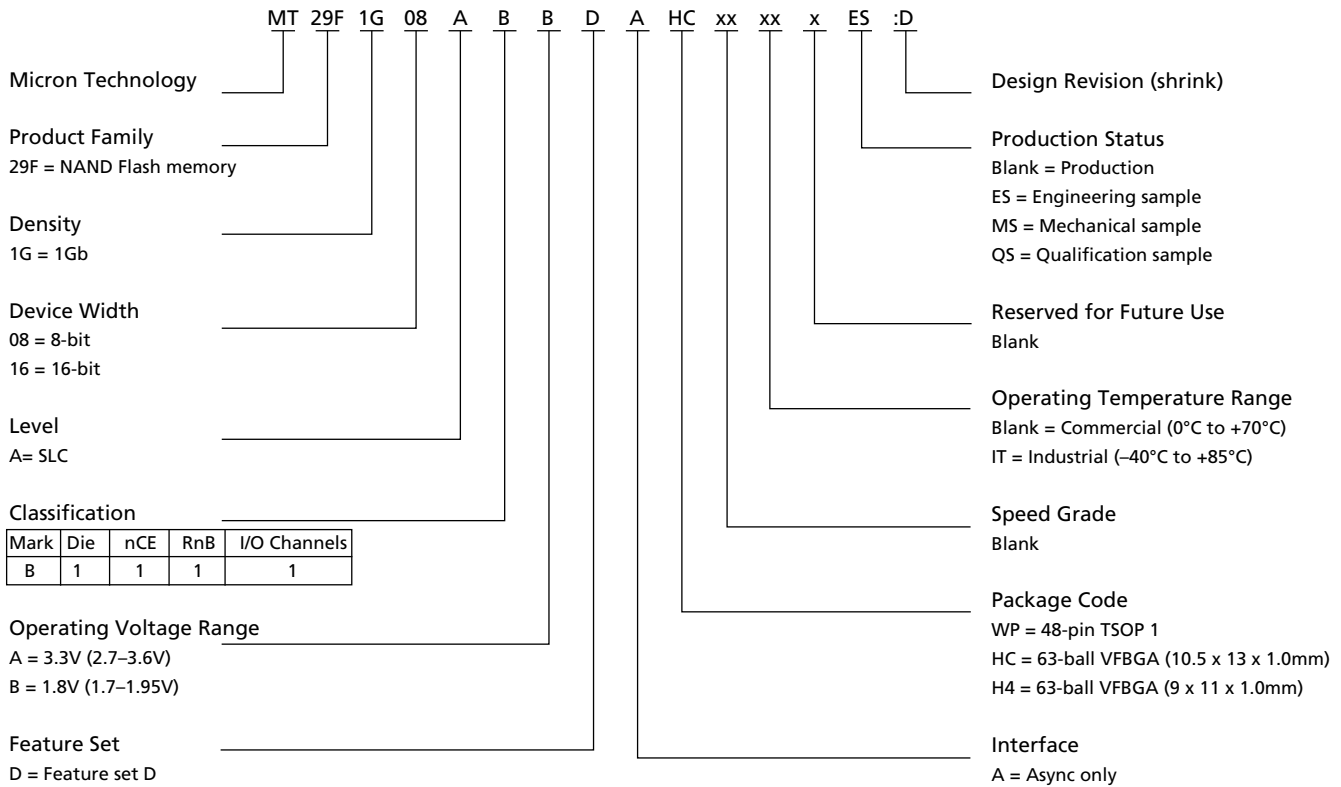 MT 29F 1G 08 A B B D A HC xx xx x ES :D
Micron Technology
Product Family
29F = NAND Flash memory
Density
1G = 1Gb
Device Width
08 = 8-bit
16 = 16-bit
Level
A= SLC
Classification
Mark Die nCE RnB I/O Channels
B 1 1 1 1
Operating Voltage Range
A = 3.3V (2.7–3.6V)
B = 1.8V (1.7–1.95V)
Feature Set
D = Feature set D
Design Revision (shrink)
Production Status
Blank = Production
ES = Engineering sample
MS = Mechanical sample
QS = Qualification sample
Reserved for Future Use
Blank
Operating Temperature Range
Blank = Commercial (0°C to +70°C)
IT = Industrial (–40°C to +85°C)
Speed Grade
Blank
Package Code
WP = 48-pin TSOP 1
HC = 63-ball VFBGA (10.5 x 13 x 1.0mm)
H4 = 63-ball VFBGA (9 x 11 x 1.0mm)
Interface
A = Async only